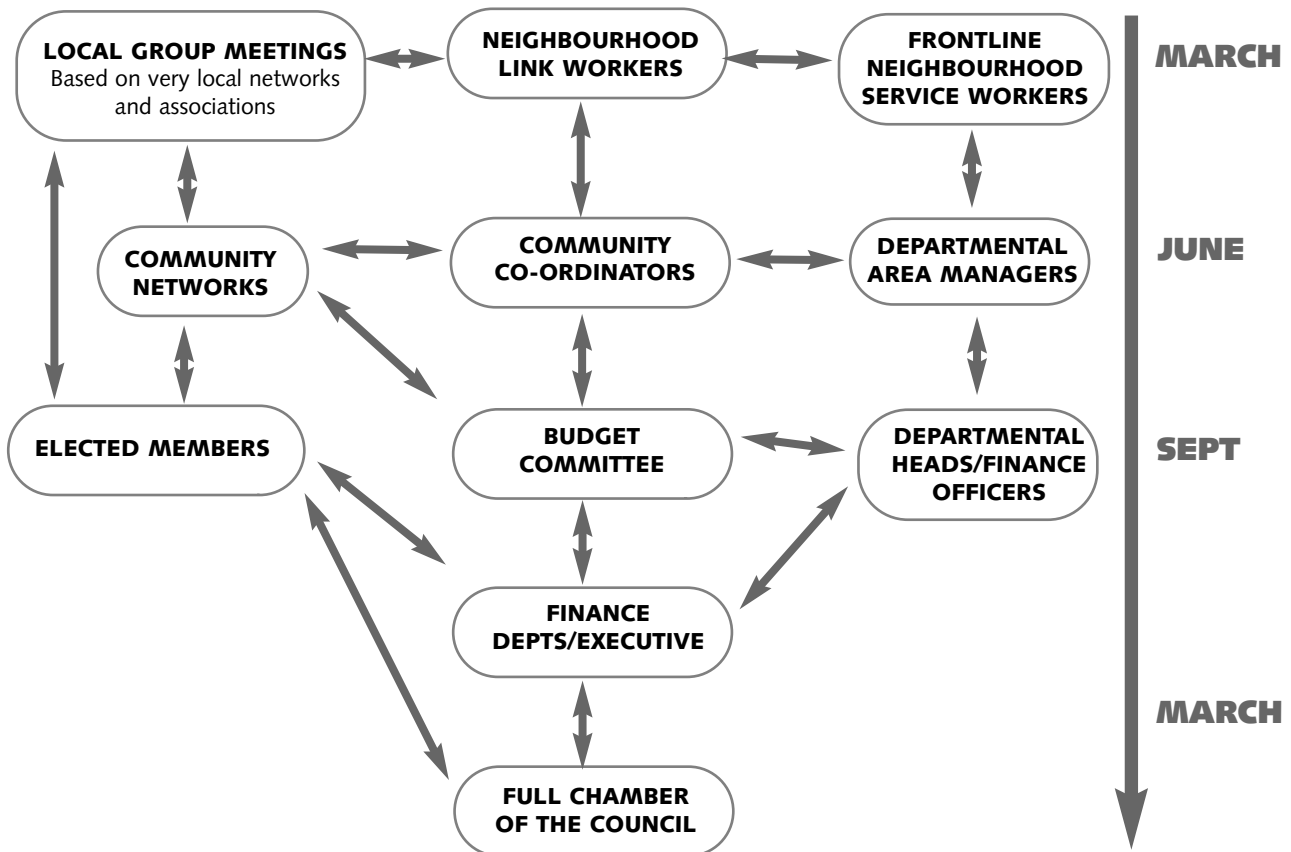 LOCAL GROUP MEETINGS
Based on very local networks
and associations
NEIGHBOURHOOD
LINK WORKERS
FRONTLINE
NEIGHBOURHOOD
SERVICE WORKERS
MARCH
COMMUNITY
NETWORKS
COMMUNITY
CO-ORDINATORS
DEPARTMENTAL
AREA MANAGERS
JUNE
ELECTED MEMBERS
BUDGET
COMMITTEE
DEPARTMENTAL
HEADS/FINANCE
OFFICERS
SEPT
FINANCE
DEPTS/EXECUTIVE
MARCH
FULL CHAMBER
OF THE COUNCIL